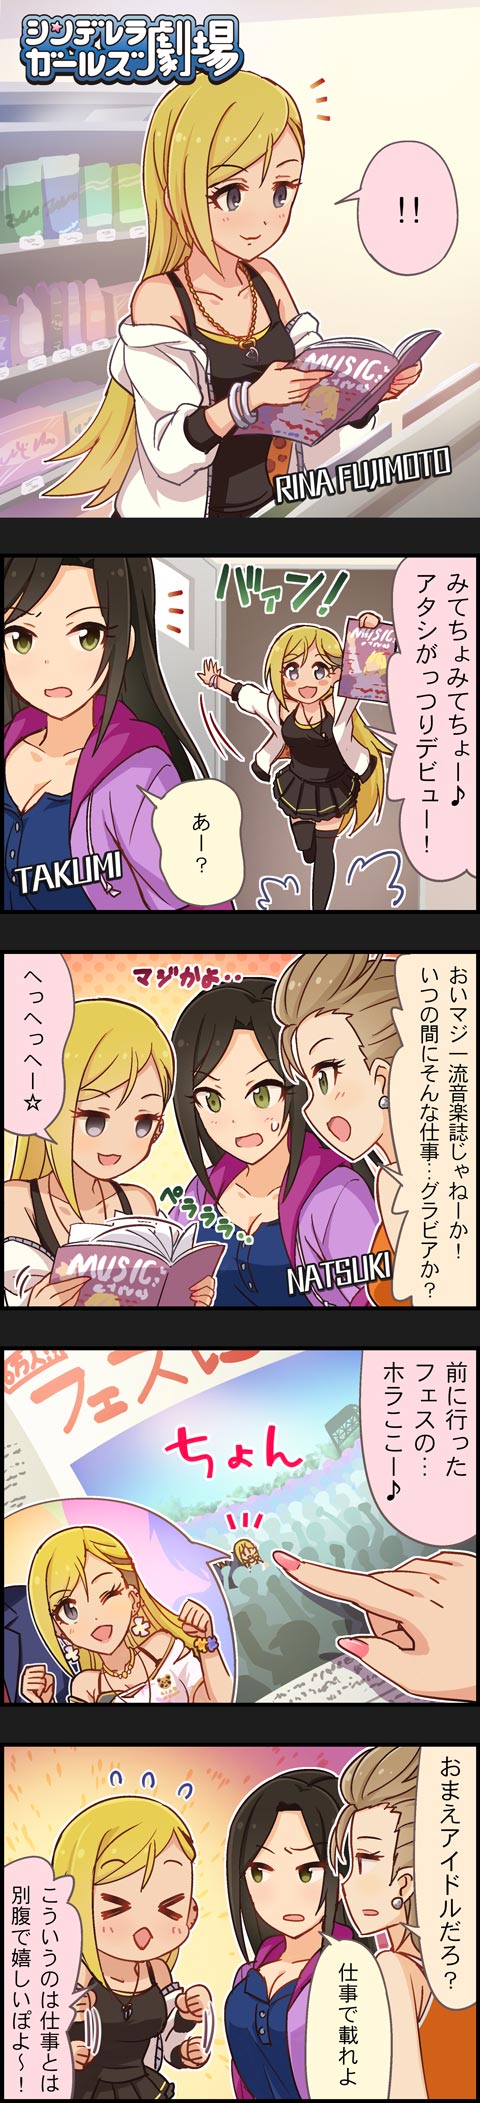 シンデレラ
ガールズ劇場
!!
MUSIC
RINA FUJIMOTO
みてちょみてちょー♪
アタシがっつりデビュー！
バァン！
MUSIC
あー？
TAKUMI
おいマジ一流音楽誌じゃねーか！
いつの間にそんな仕事…グラビアか？
マジかよ‥
へっへっへー☆
ペラララ‥
MUSIC
NATSUKI
前に行った
フェスの…
ホラここー♪
万人
フェスに
ちょん
おまえアイドルだろ？
仕事で載れよ
こういうのは仕事とは
別腹で嬉しいぽよ〜！